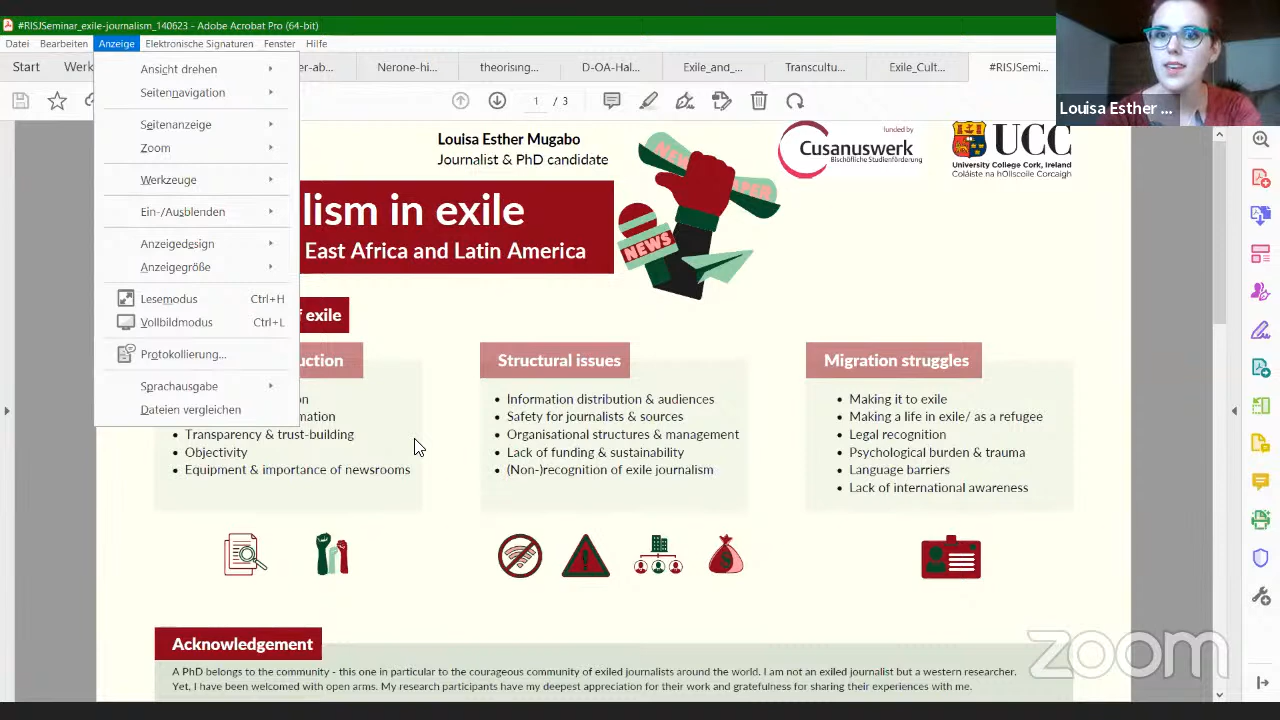 #RISJSeminar_exile-journalism_140623 - Adobe Acrobat Pro (64-bit)
Datei Bearbeiten Anzeige Elektronische Signaturen Fenster Hilfe
Start Werk er-ab... Nerone-hi... theorising... D-OA-Hal... Exile_and_... Transcultu... Exile_Cult... #RISJSem...
Louisa Esther ...
1 / 3
Ansicht drehen
Seitennavigation
Seitenanzeige
Zoom
Werkzeuge
Ein-/Ausblenden
Anzeigedesign
Anzeigegröße
Lesemodus Ctrl+H
Vollbildmodus Ctrl+L
Protokollierung...
Sprachausgabe
Dateien vergleichen
Louisa Esther Mugabo
Journalist & PhD candidate
NEWS
PAPER
NEWS
funded by
Cusanuswerk
Bischöfliche Studienförderung
UCC
University College Cork, Ireland
Coláiste na hOllscoile Corcaigh
lism in exile
East Africa and Latin America
f exile
uction
on
mation
Transparency & trust-building
Objectivity
Equipment & importance of newsrooms
Structural issues
Information distribution & audiences
Safety for journalists & sources
Organisational structures & management
Lack of funding & sustainability
(Non-)recognition of exile journalism
Migration struggles
Making it to exile
Making a life in exile/ as a refugee
Legal recognition
Psychological burden & trauma
Language barriers
Lack of international awareness
Acknowledgement
A PhD belongs to the community - this one in particular to the courageous community of exiled journalists around the world. I am not an exiled journalist but a western researcher.
Yet, I have been welcomed with open arms. My research participants have my deepest appreciation for their work and gratefulness for sharing their experiences with me.
zoom